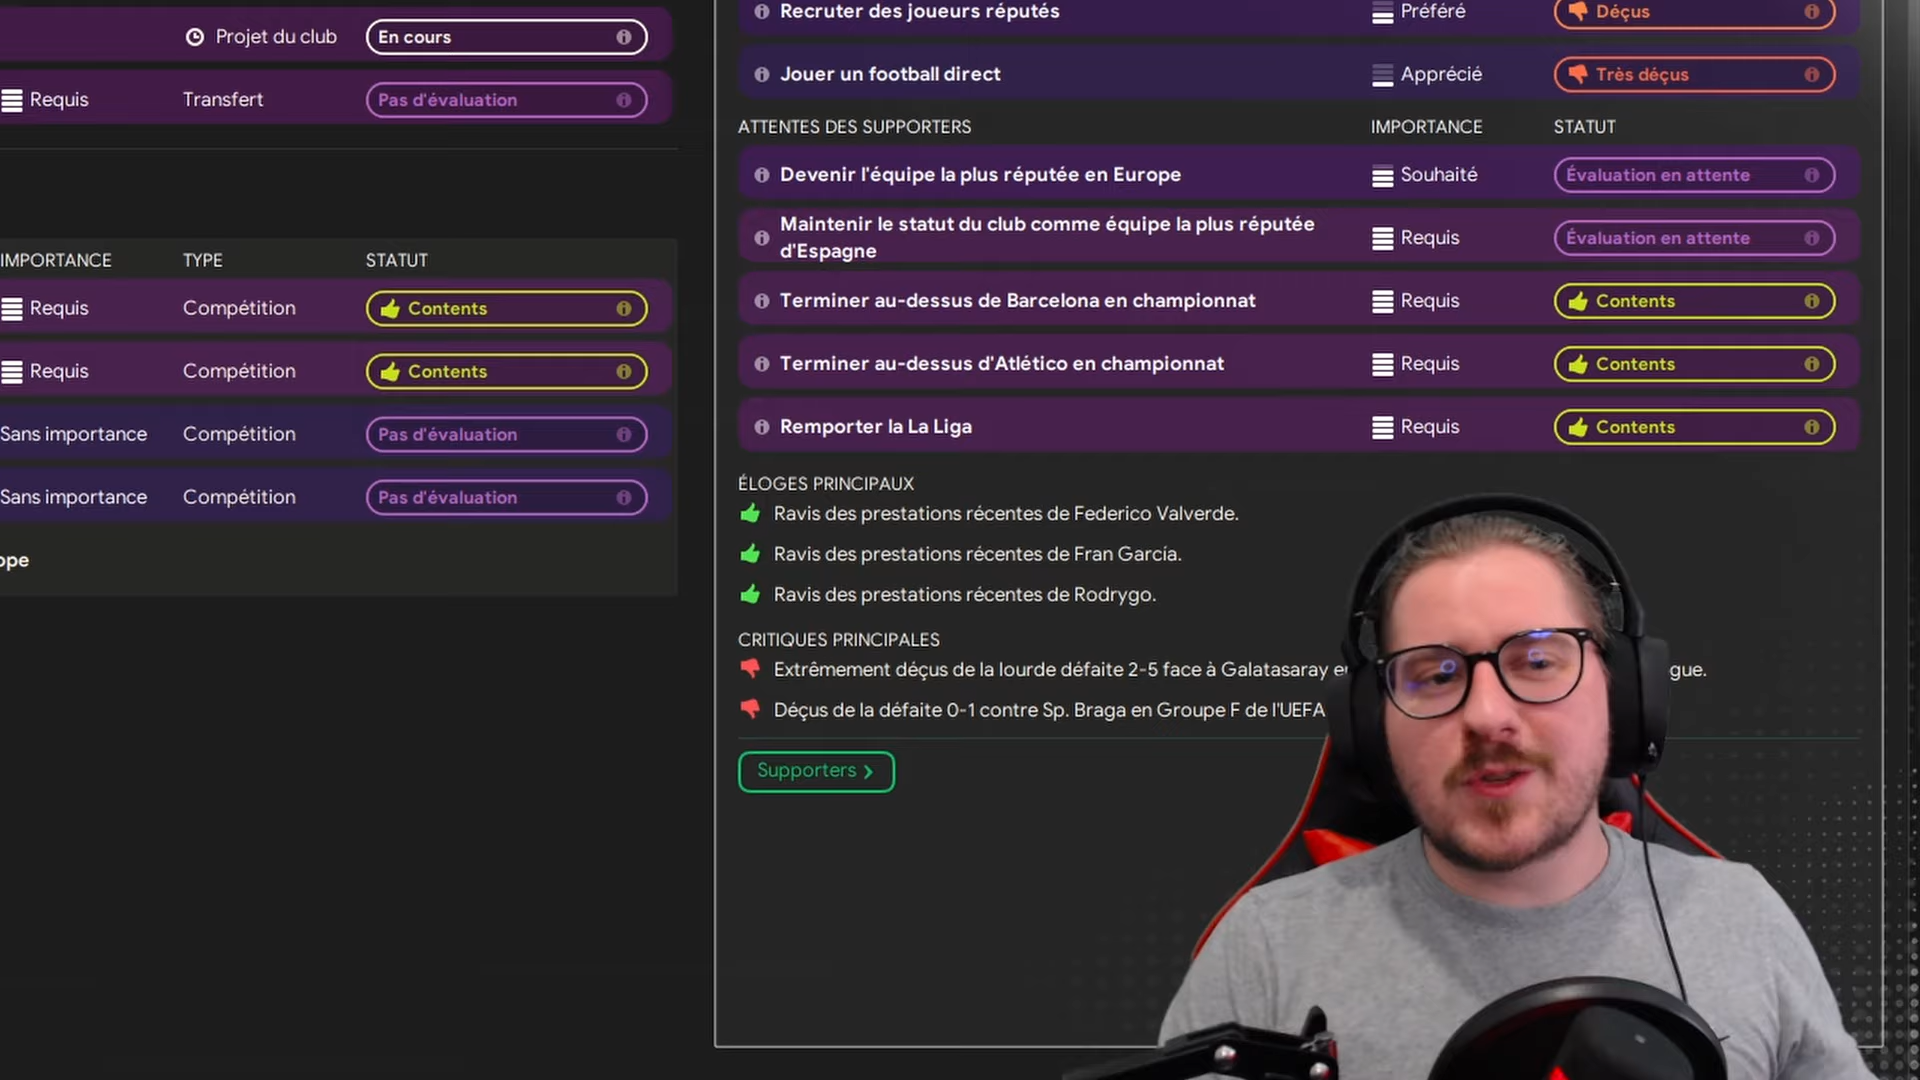 Projet du club En cours
Requis Transfert Pas d'évaluation
IMPORTANCE TYPE STATUT
Requis Compétition Contents
Requis Compétition Contents
Sans importance Compétition Pas d'évaluation
Sans importance Compétition Pas d'évaluation
ope
Recruter des joueurs réputés Préféré Déçus
Jouer un football direct Apprécié Très déçus
ATTENTES DES SUPPORTERS IMPORTANCE STATUT
Devenir l'équipe la plus réputée en Europe Souhaité Évaluation en attente
Maintenir le statut du club comme équipe la plus réputée
d'Espagne Requis Évaluation en attente
Terminer au-dessus de Barcelona en championnat Requis Contents
Terminer au-dessus d'Atlético en championnat Requis Contents
Remporter la La Liga Requis Contents
ÉLOGES PRINCIPAUX
Ravis des prestations récentes de Federico Valverde.
Ravis des prestations récentes de Fran García.
Ravis des prestations récentes de Rodrygo.
CRITIQUES PRINCIPALES
Extrêmement déçus de la lourde défaite 2-5 face à Galatasaray gue.
Déçus de la défaite 0-1 contre Sp. Braga en Groupe F de l'UEFA
Supporters